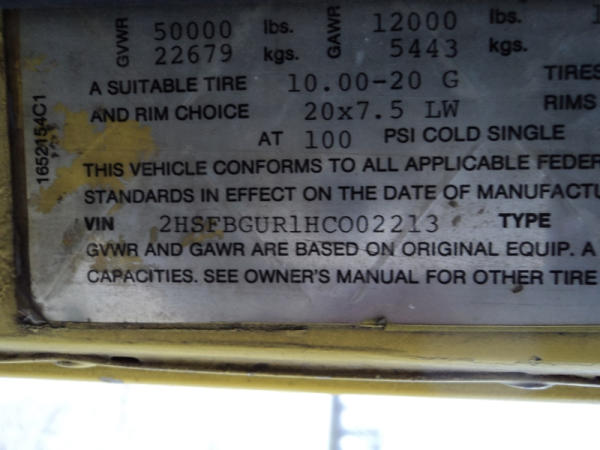 GVWR 50000 lbs. GAWR 12000 lbs. 1
22679 kgs. 5443 kgs.
A SUITABLE TIRE 10.00-20 G TIRES
AND RIM CHOICE 20x7.5 LW RIMS
AT 100 PSI COLD SINGLE
THIS VEHICLE CONFORMS TO ALL APPLICABLE FEDER
STANDARDS IN EFFECT ON THE DATE OF MANUFACTU
VIN 2HSFBGUR1HC002213 TYPE
GVWR AND GAWR ARE BASED ON ORIGINAL EQUIP. A
CAPACITIES. SEE OWNER'S MANUAL FOR OTHER TIRE
1652154C1